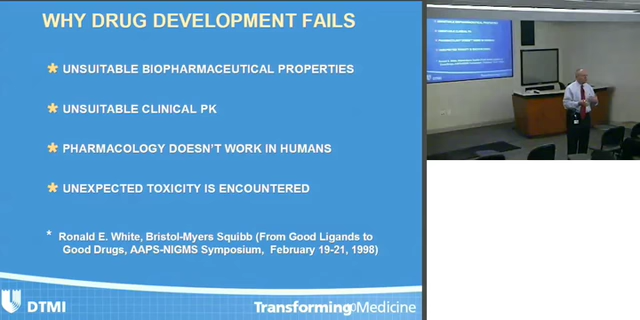 WHY DRUG DEVELOPMENT FAILS
* UNSUITABLE BIOPHARMACEUTICAL PROPERTIES
* UNSUITABLE CLINICAL PK
* PHARMACOLOGY DOESN'T WORK IN HUMANS
* UNEXPECTED TOXICITY IS ENCOUNTERED
* Ronald E. White, Bristol-Myers Squibb (From Good Ligands to
Good Drugs, AAPS-NIGMS Symposium, February 19-21, 1998)
DTMI
Transforming Medicine